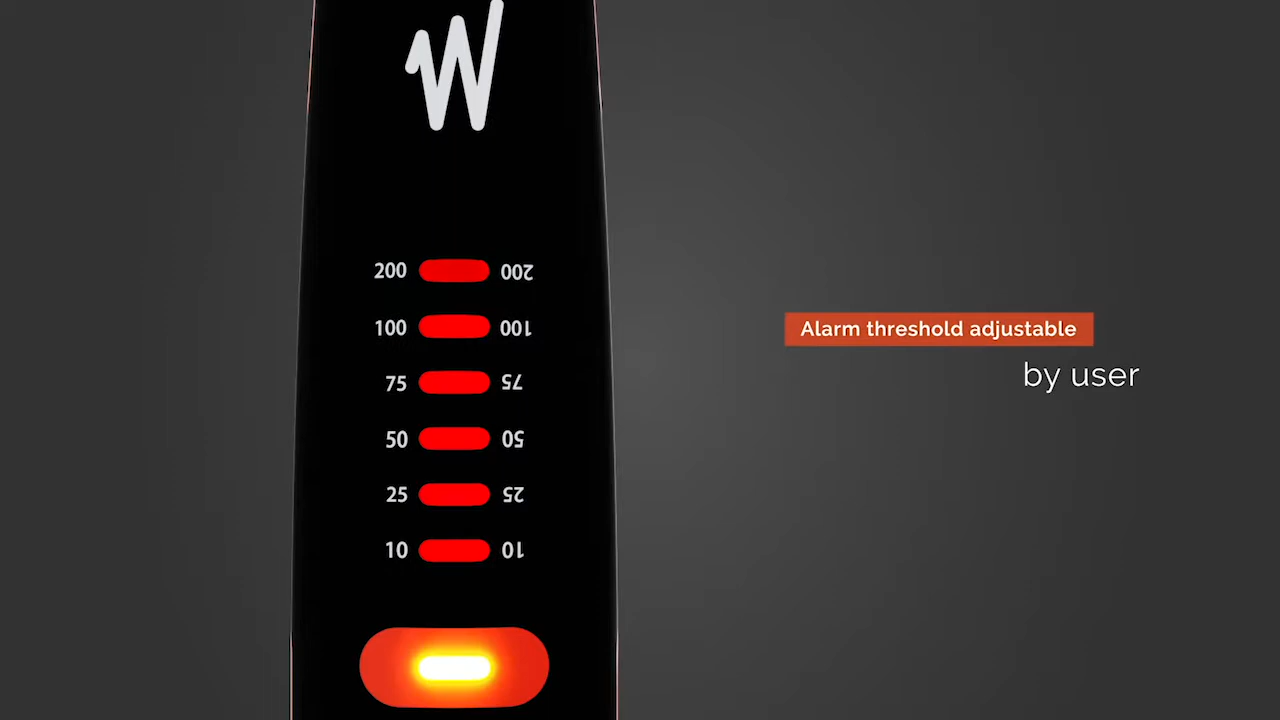 W
200 200
100 100
75 75
50 50
25 25
10 10
Alarm threshold adjustable
by user